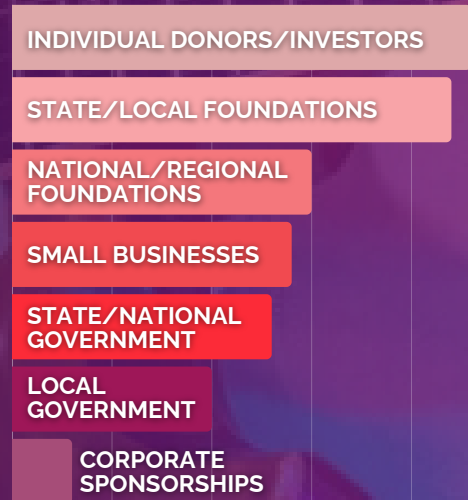 INDIVIDUAL DONORS/INVESTORS
STATE/LOCAL FOUNDATIONS
NATIONAL/REGIONAL
FOUNDATIONS
SMALL BUSINESSES
STATE/NATIONAL
GOVERNMENT
LOCAL
GOVERNMENT
CORPORATE
SPONSORSHIPS